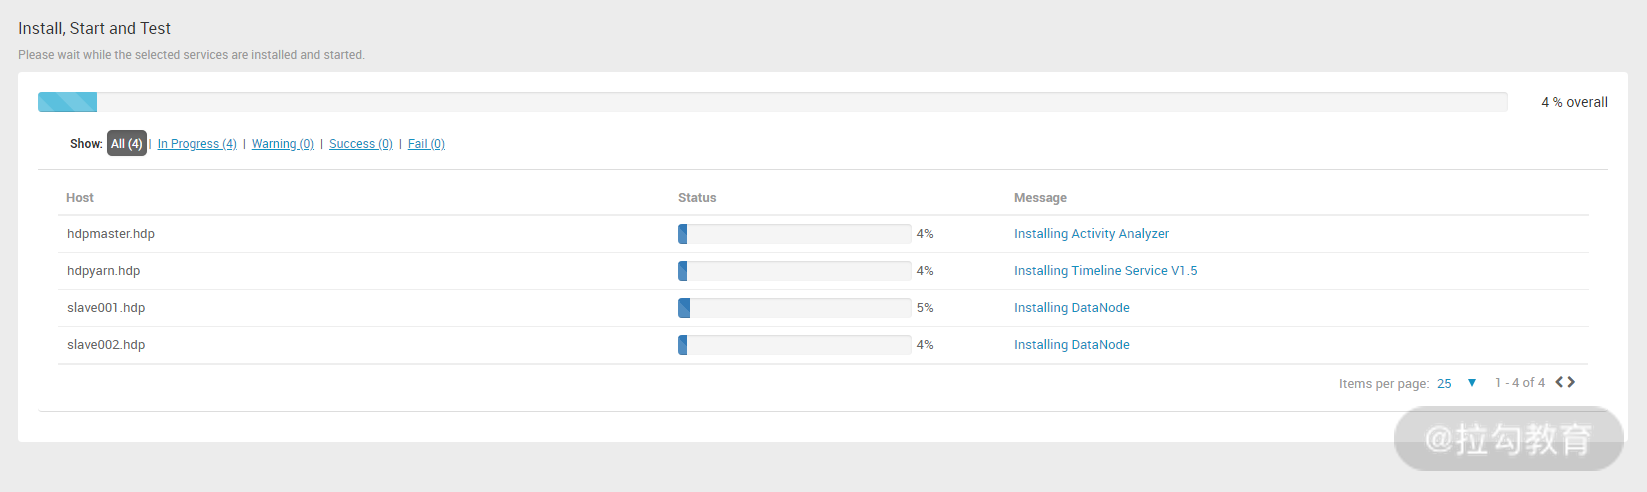 Install, Start and Test
Please wait while the selected services are installed and started.
4 % overall
Show: All (4) | In Progress (4) | Warning (0) | Success (0) | Fail (0)
Host Status Message
hdpmaster.hdp 4% Installing Activity Analyzer
hdpyarn.hdp 4% Installing Timeline Service V1.5
slave001.hdp 5% Installing DataNode
slave002.hdp 4% Installing DataNode
Items per page: 25 1 - 4 of 4
@拉勾教育